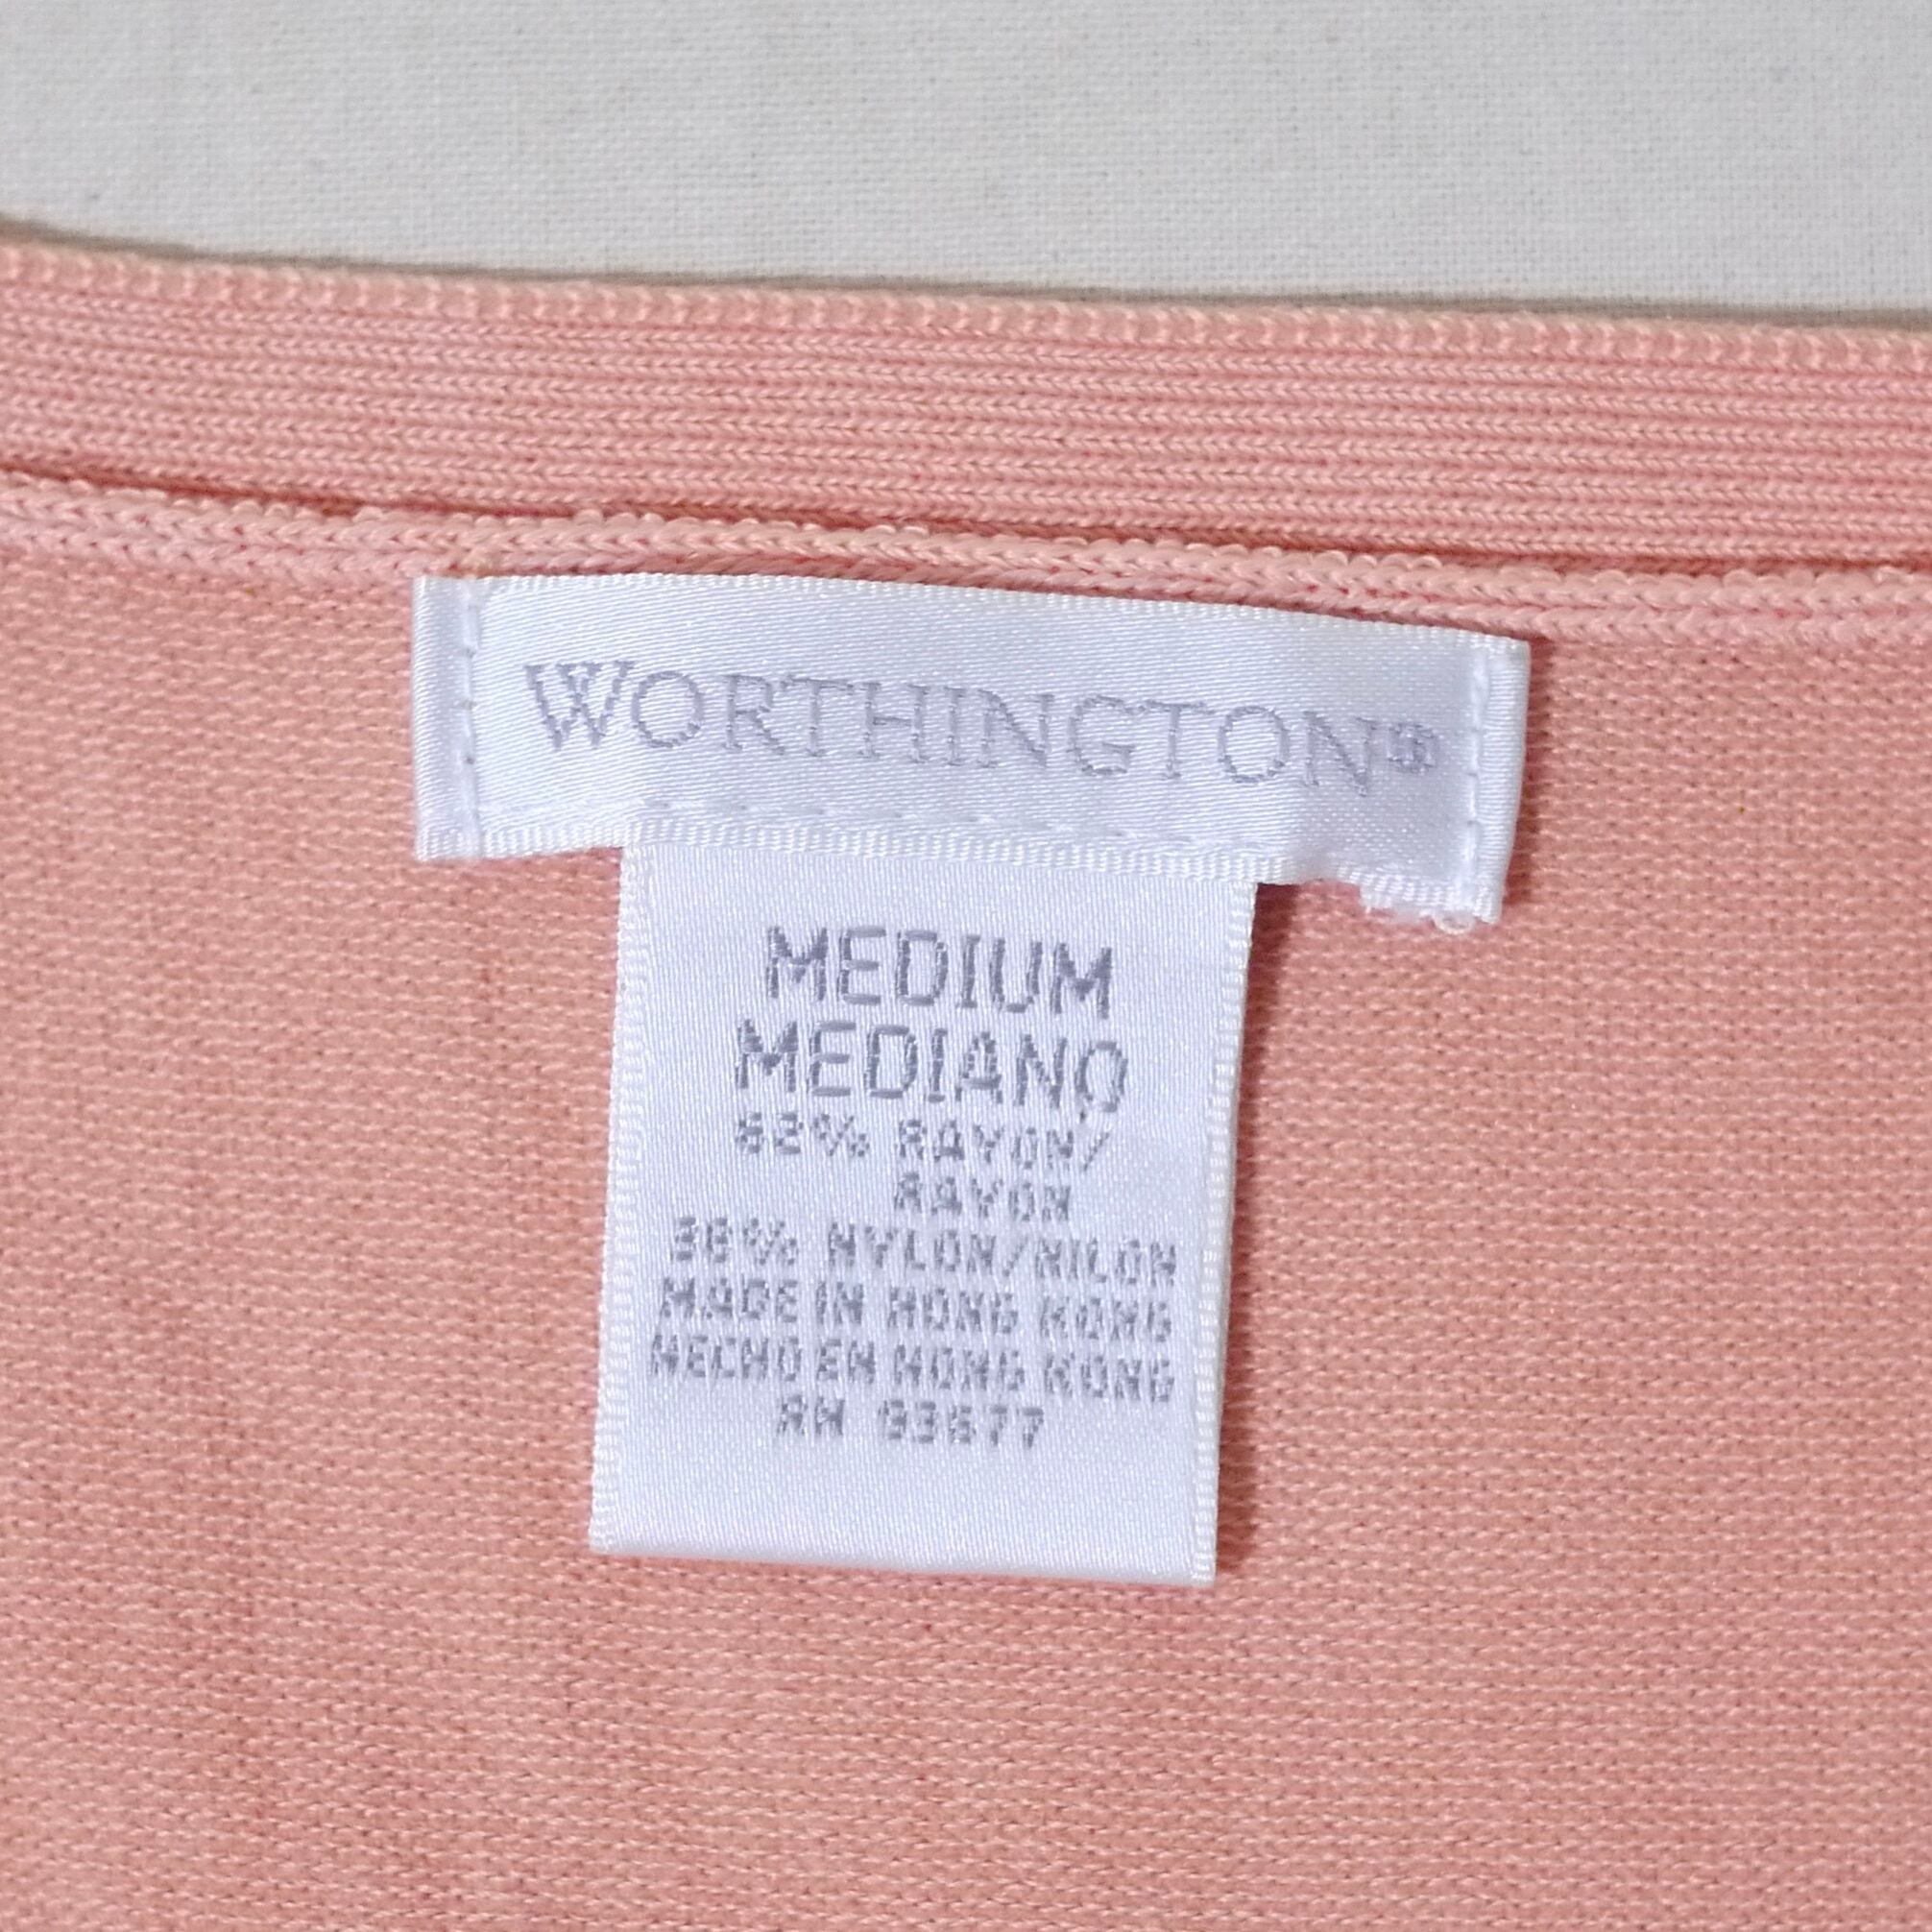 WORTHINGTON®
MEDIUM
MEDIANO
62% RAYON/
RAYON
38% NYLON/NILON
MADE IN HONG KONG
HECHO EN HONG KONG
RN 93677